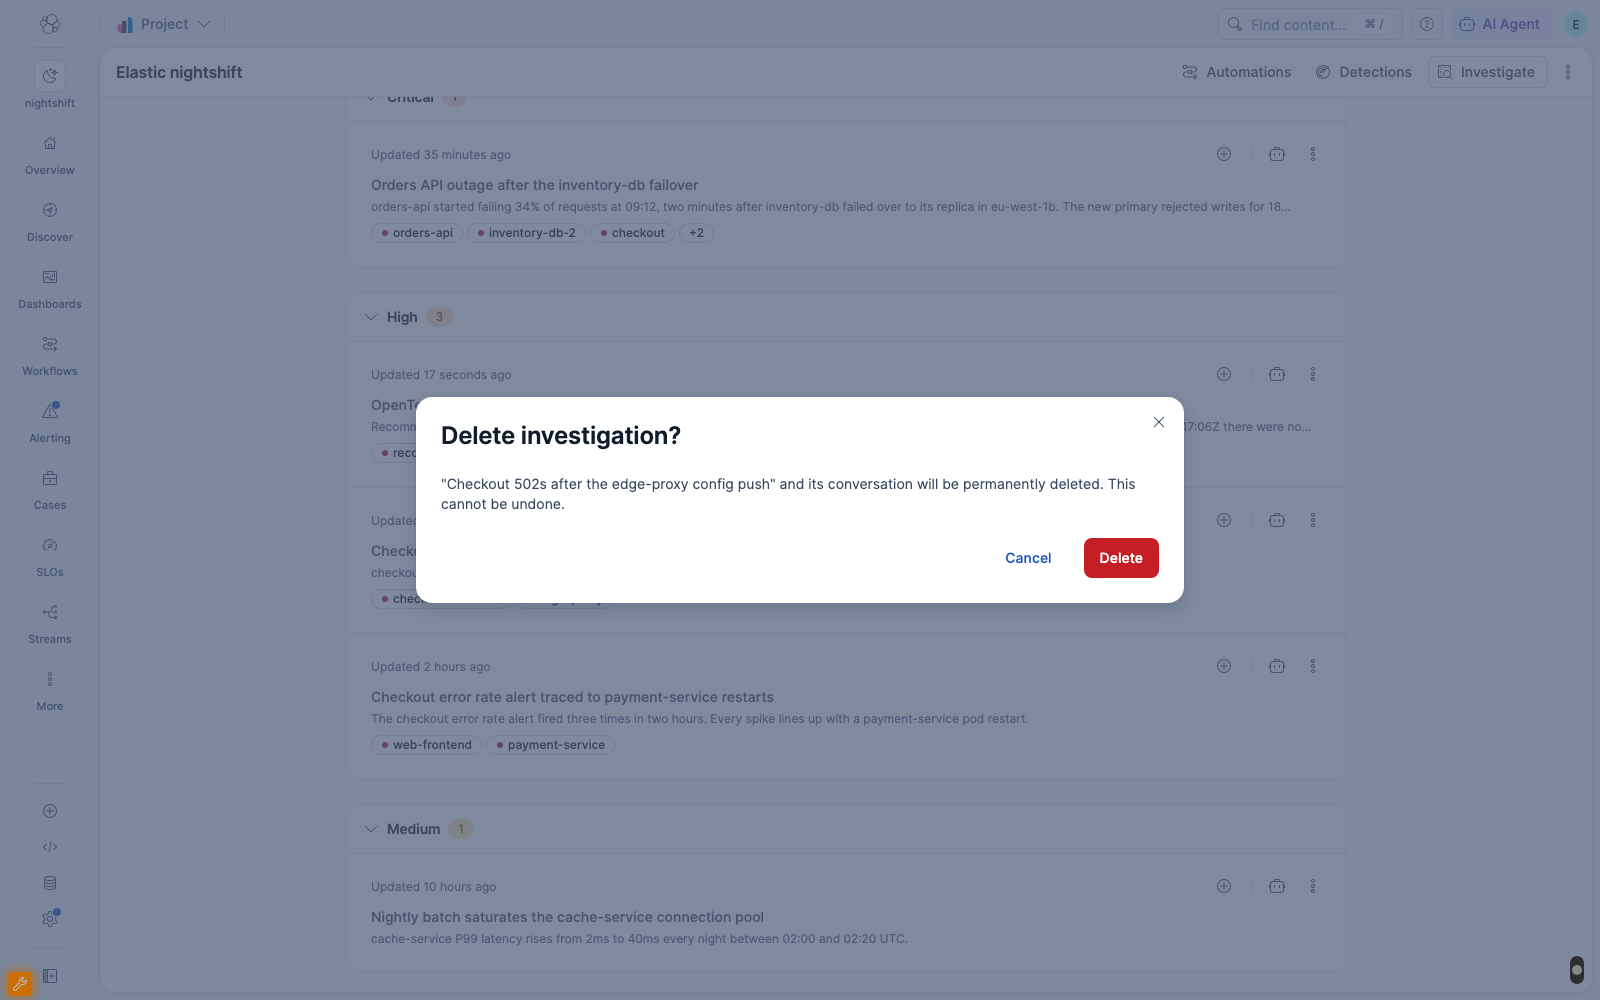 Project
Find content...
⌘ /
AI Agent
E
Elastic nightshift
Automations
Detections
Investigate
nightshift
Overview
Discover
Dashboards
Workflows
Alerting
Cases
SLOs
Streams
More
Critical 1
Updated 35 minutes ago
Orders API outage after the inventory-db failover
orders-api started failing 34% of requests at 09:12, two minutes after inventory-db failed over to its replica in eu-west-1b. The new primary rejected writes for 18...
orders-api
inventory-db-2
checkout
+2
High 3
Updated 17 seconds ago
17:06Z there were no...
Delete investigation?
"Checkout 502s after the edge-proxy config push" and its conversation will be permanently deleted. This
cannot be undone.
Cancel
Delete
Updated 2 hours ago
Checkout error rate alert traced to payment-service restarts
The checkout error rate alert fired three times in two hours. Every spike lines up with a payment-service pod restart.
web-frontend
payment-service
Medium 1
Updated 10 hours ago
Nightly batch saturates the cache-service connection pool
cache-service P99 latency rises from 2ms to 40ms every night between 02:00 and 02:20 UTC.